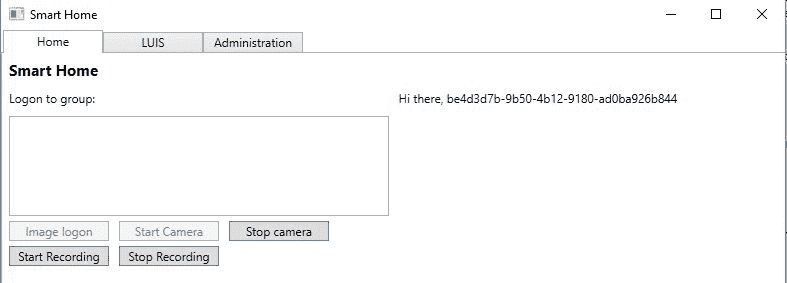 Smart Home
Home LUIS Administration
Smart Home
Logon to group: Hi there, be4d3d7b-9b50-4b12-9180-ad0ba926b844
Image logon Start Camera Stop camera
Start Recording Stop Recording